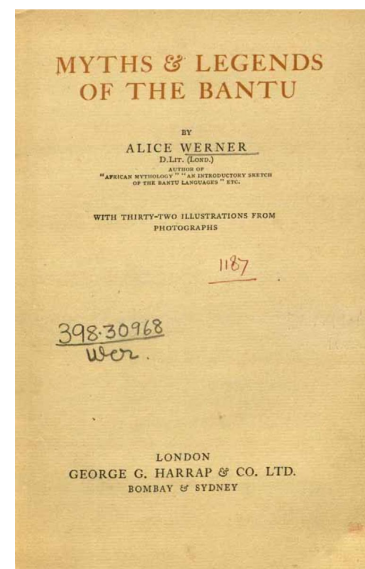 MYTHS & LEGENDS
OF THE BANTU
BY
ALICE WERNER
D.LIT. (LOND.)
AUTHOR OF
"AFRICAN MYTHOLOGY" "AN INTRODUCTORY SKETCH
OF THE BANTU LANGUAGES" ETC.
WITH THIRTY-TWO ILLUSTRATIONS FROM
PHOTOGRAPHS
1187
398.30968
Wer.
LONDON
GEORGE G. HARRAP & CO. LTD.
BOMBAY & SYDNEY